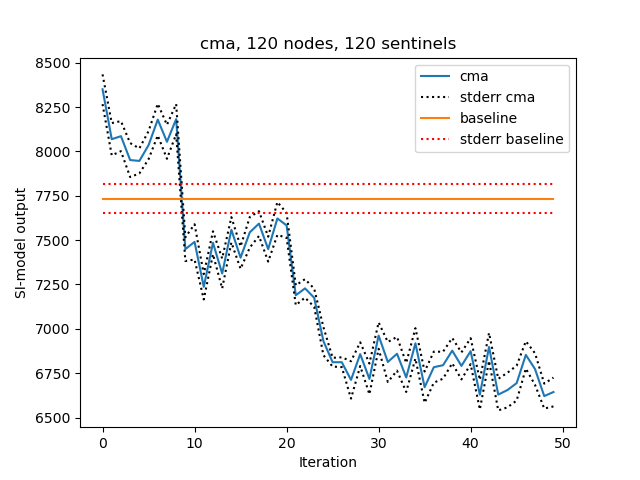 cma, 120 nodes, 120 sentinels
8500
8250
8000
7750
7500
7250
7000
6750
6500
SI-model output
cma
stderr cma
baseline
stderr baseline
0
10
20
30
40
50
Iteration